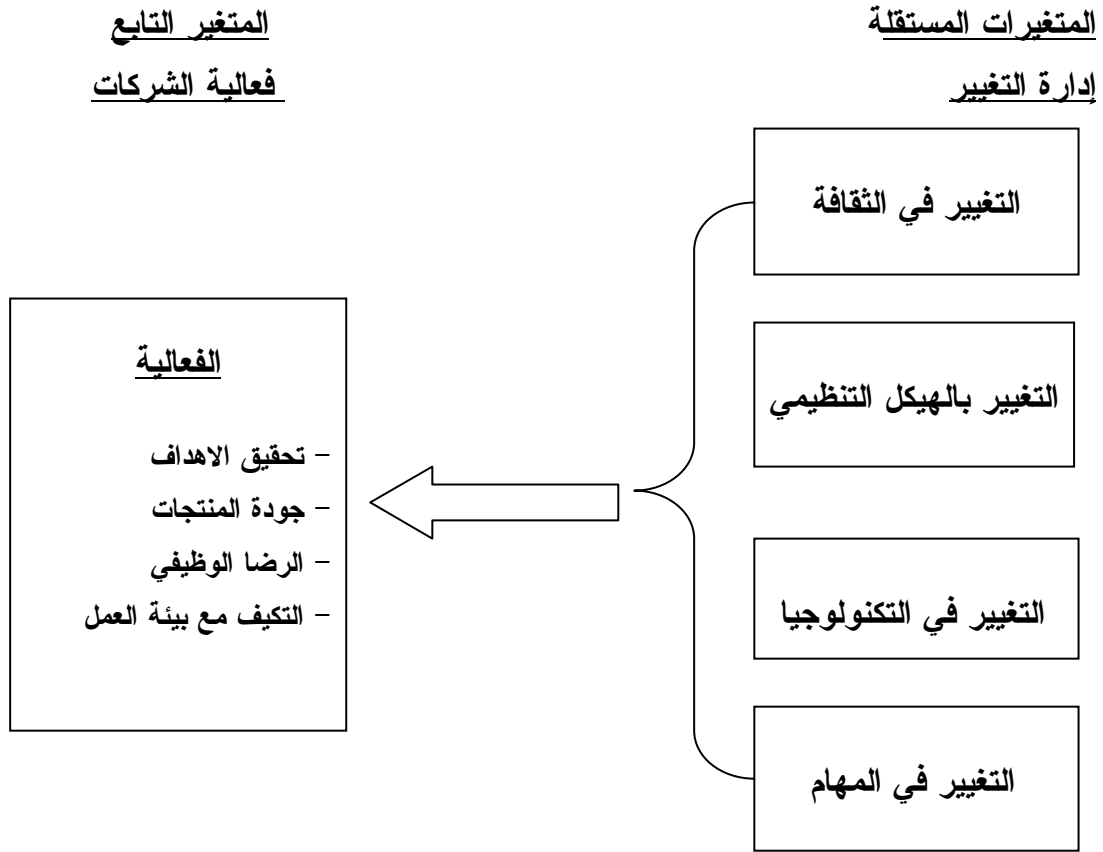 المتغيرات المستقلة
إدارة التغيير
التغيير في الثقافة
التغيير بالهيكل التنظيمي
التغيير في التكنولوجيا
التغيير في المهام
المتغير التابع
فعالية الشركات
الفعالية
- تحقيق الاهداف
- جودة المنتجات
- الرضا الوظيفي
- التكيف مع بيئة العمل